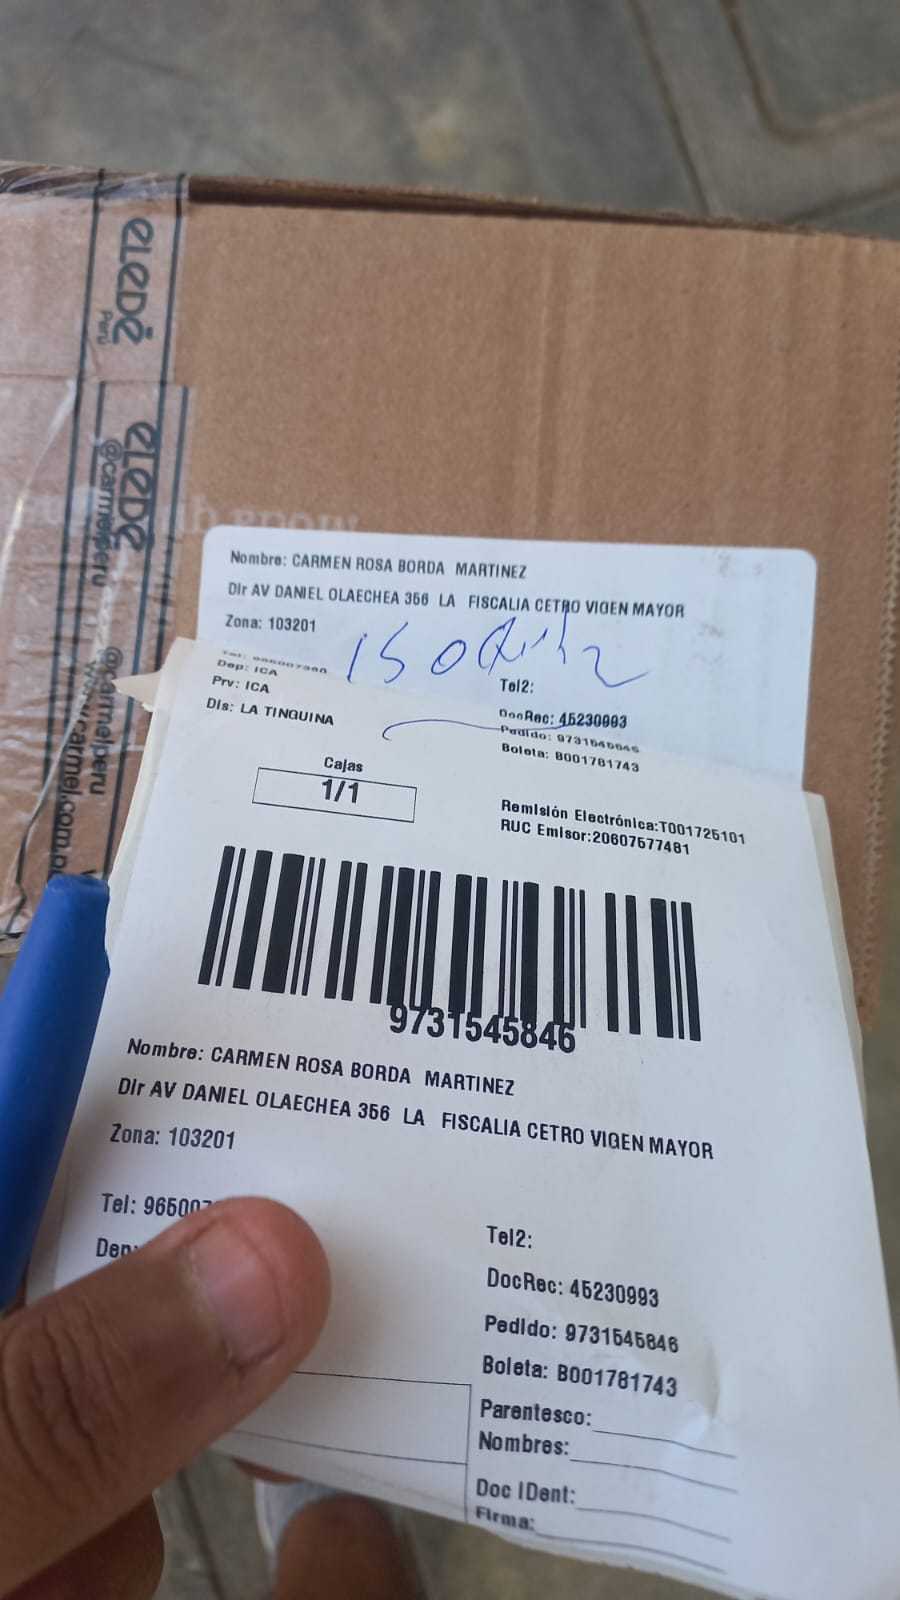 eLeDé
Perú
eLeDé
@carmelperu
@carmelperu
www.carmel.com.pe
Nombre: CARMEN ROSA BORDA MARTINEZ
Dir AV DANIEL OLAECHEA 356 LA FISCALIA CETRO VIGEN MAYOR
Zona: 103201
Tel2:
Dep: ICA
Prv: ICA
Dis: LA TINGUINA
DocRec: 45230993
Pedido: 9731545846
Boleta: B001781743
Cajas
1/1
Remisión Electrónica:T001725101
RUC Emisor:20607577481
9731545846
Nombre: CARMEN ROSA BORDA MARTINEZ
Dir AV DANIEL OLAECHEA 356 LA FISCALIA CETRO VIGEN MAYOR
Zona: 103201
Tel: 96500
Tel2:
Dep:
DocRec: 45230993
Pedido: 9731545846
Boleta: B001781743
Parentesco:
Nombres:
Doc IDent:
Firma: